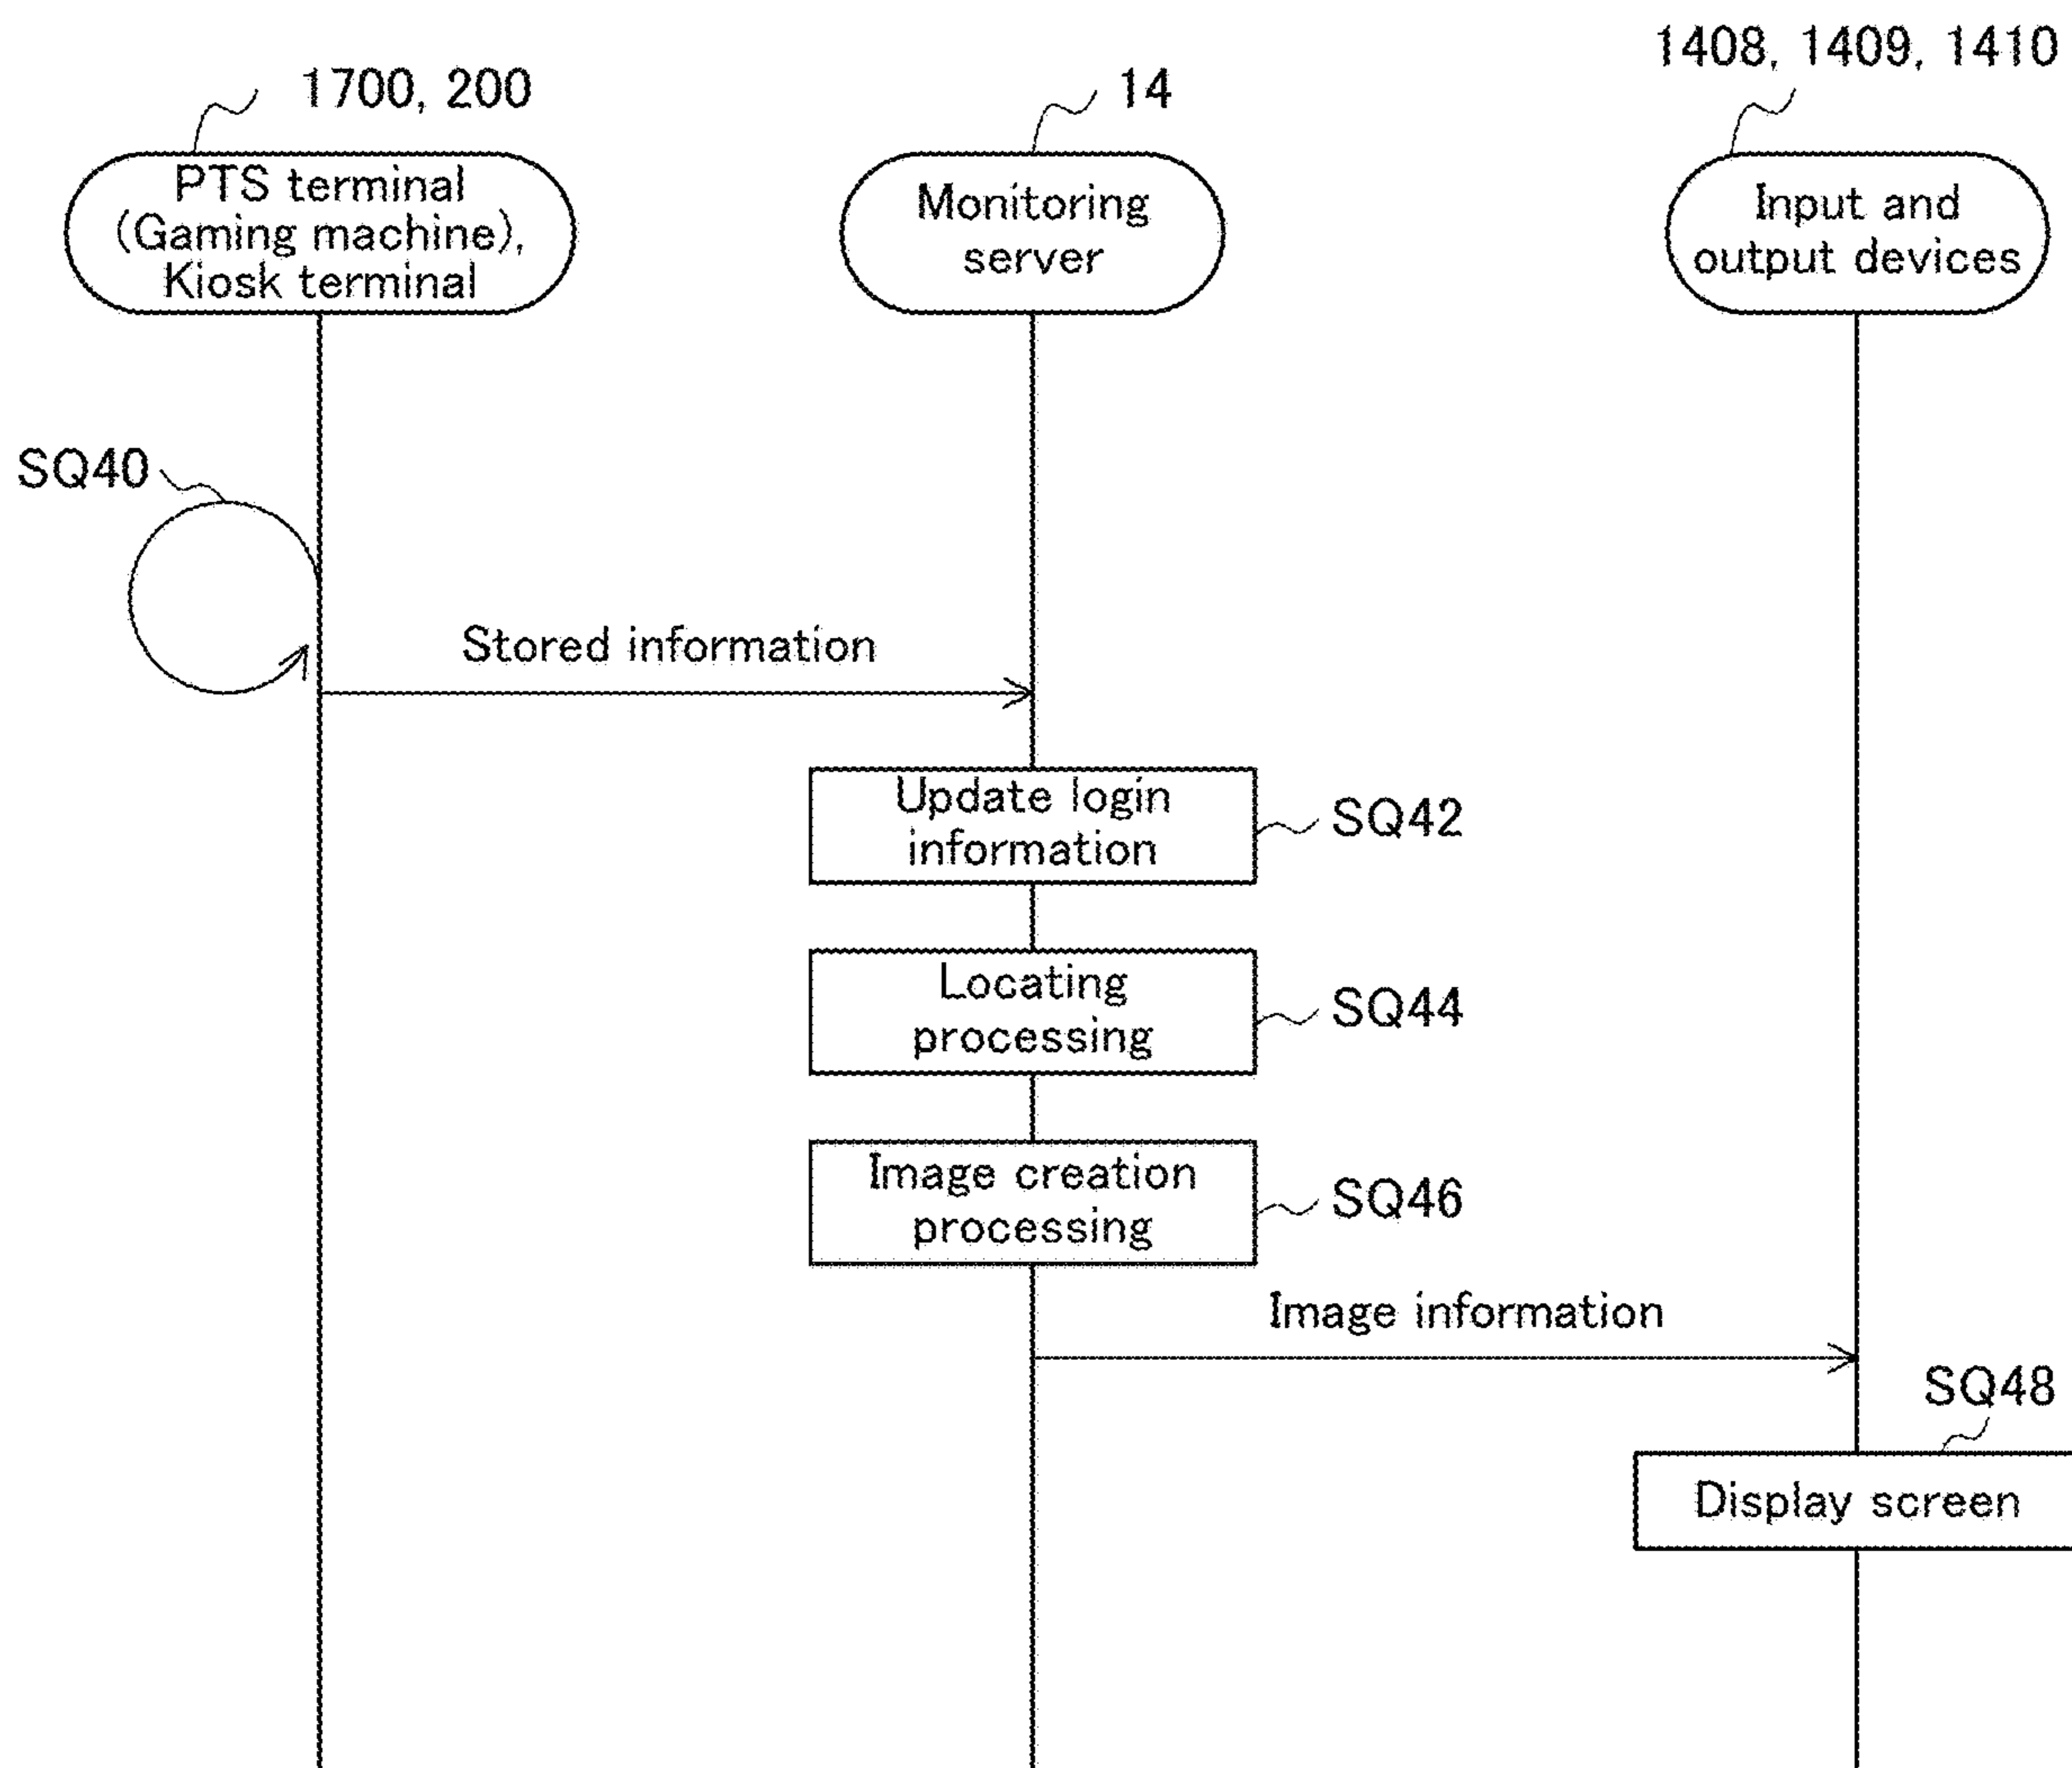 1700, 200
14
1408, 1409, 1410
PTS terminal
(Gaming machine),
Kiosk terminal
Monitoring
server
Input and
output devices
SQ40
Stored information
Update login
information
SQ42
Locating
processing
SQ44
Image creation
processing
SQ46
Image information
SQ48
Display screen